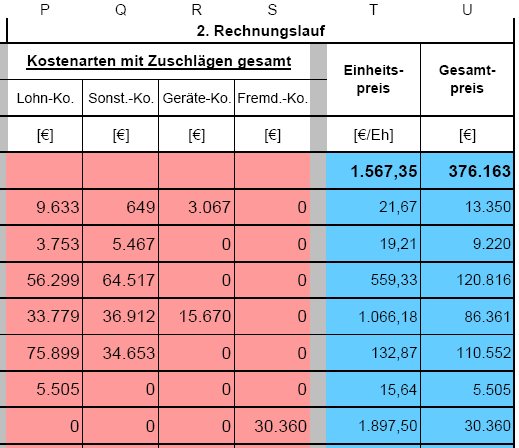 P Q R S T U
2. Rechnungslauf
Kostenarten mit Zuschlägen gesamt
Einheits- Gesamt-
preis preis
Lohn-Ko. Sonst.-Ko. Geräte-Ko. Fremd.-Ko.
[€] [€] [€] [€] [€/Eh] [€]
1.567,35 376.163
9.633 649 3.067 0 21,67 13.350
3.753 5.467 0 0 19,21 9.220
56.299 64.517 0 0 559,33 120.816
33.779 36.912 15.670 0 1.066,18 86.361
75.899 34.653 0 0 132,87 110.552
5.505 0 0 0 15,64 5.505
0 0 0 30.360 1.897,50 30.360